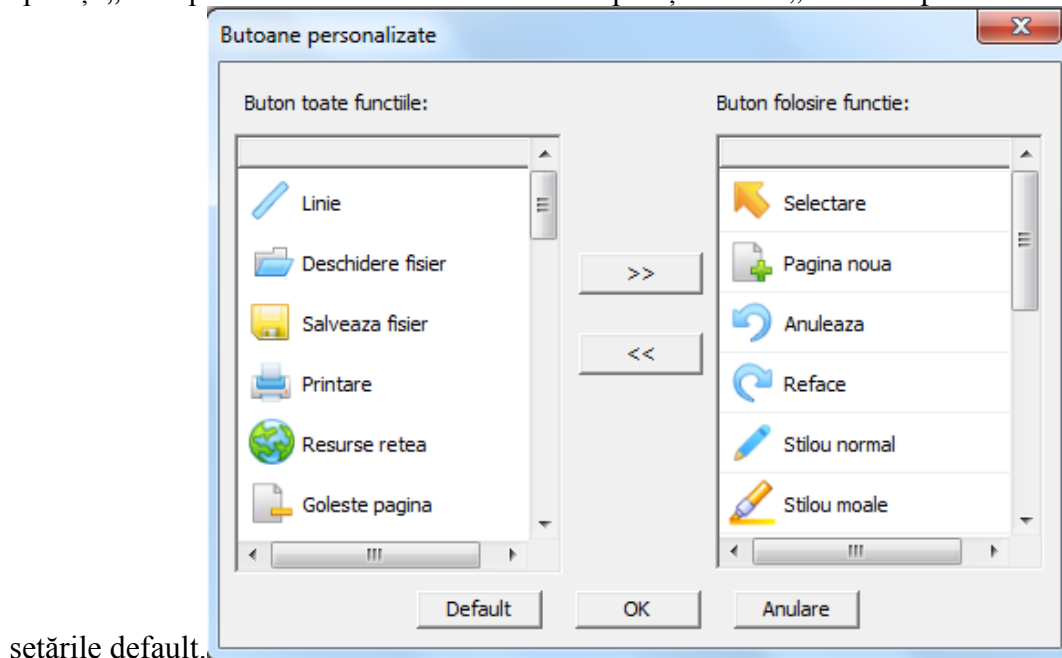 Butoane personalizate
Buton toate functiile:
Buton folosire functie:
Linie
Deschidere fisier
Salveaza fisier
Printare
Resurse retea
Goleste pagina
>>
<<
Selectare
Pagina noua
Anuleaza
Reface
Stilou normal
Stilou moale
Default
OK
Anulare
setările default.